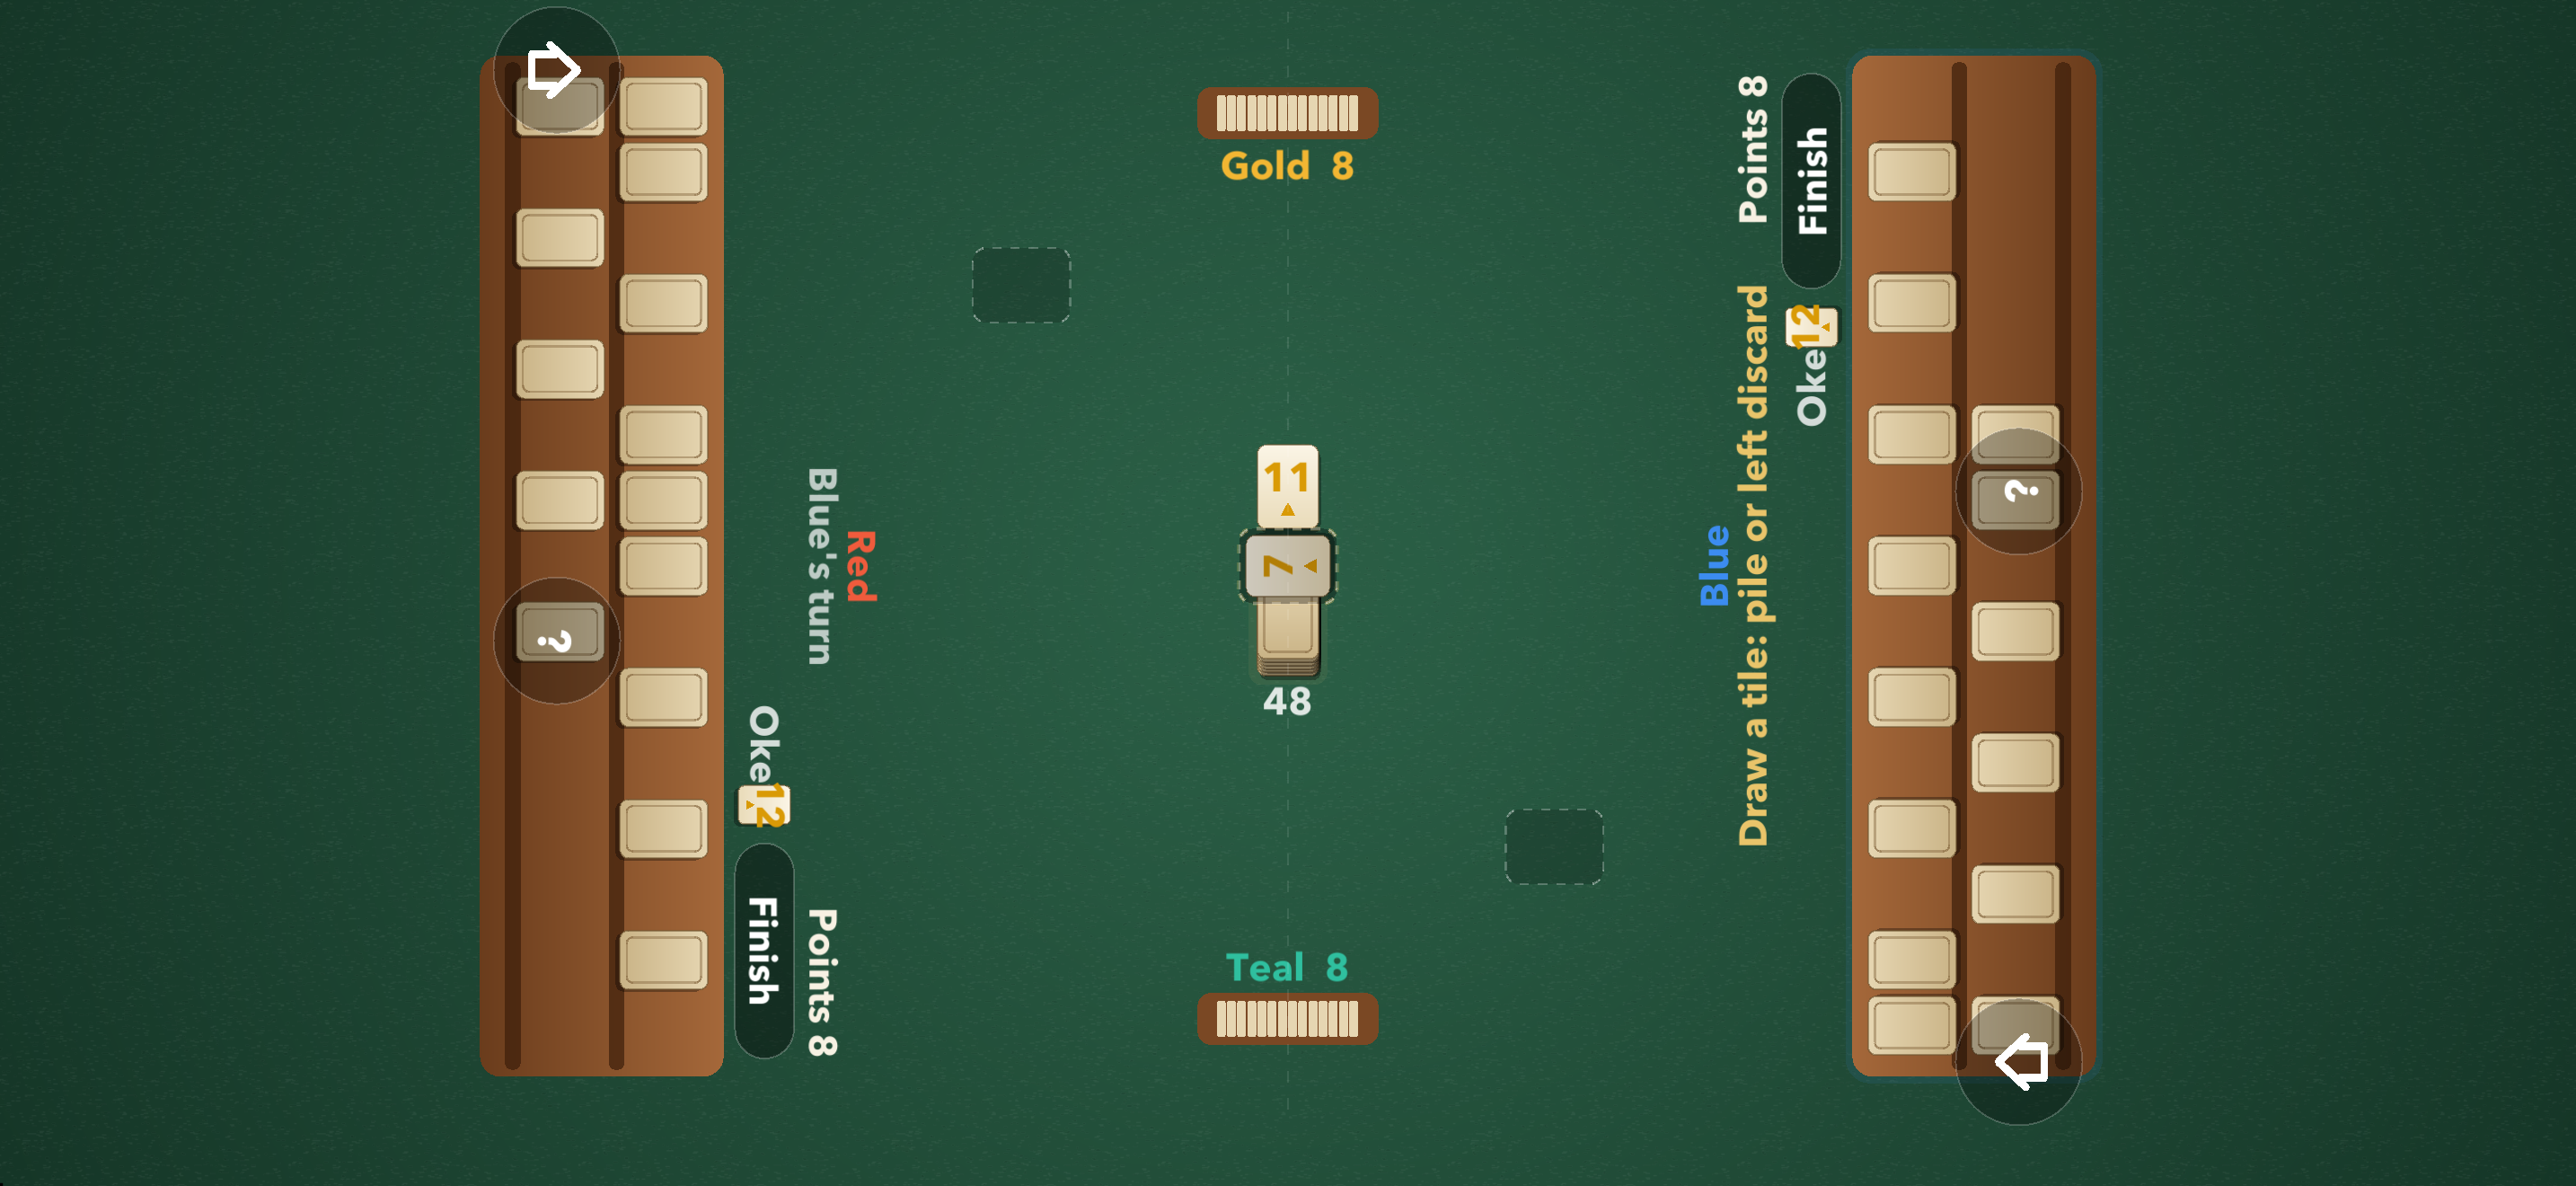 Gold 8
11
7
48
Teal 8
Red
Blue's turn
Oke
12
Finish
Points 8
?
Blue
Draw a tile: pile or left discard
Points 8
Oke
12
Finish
?